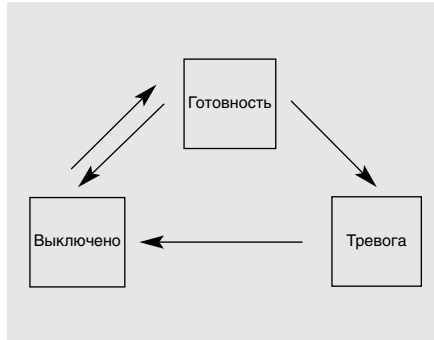 Готовность
Выключено
Тревога